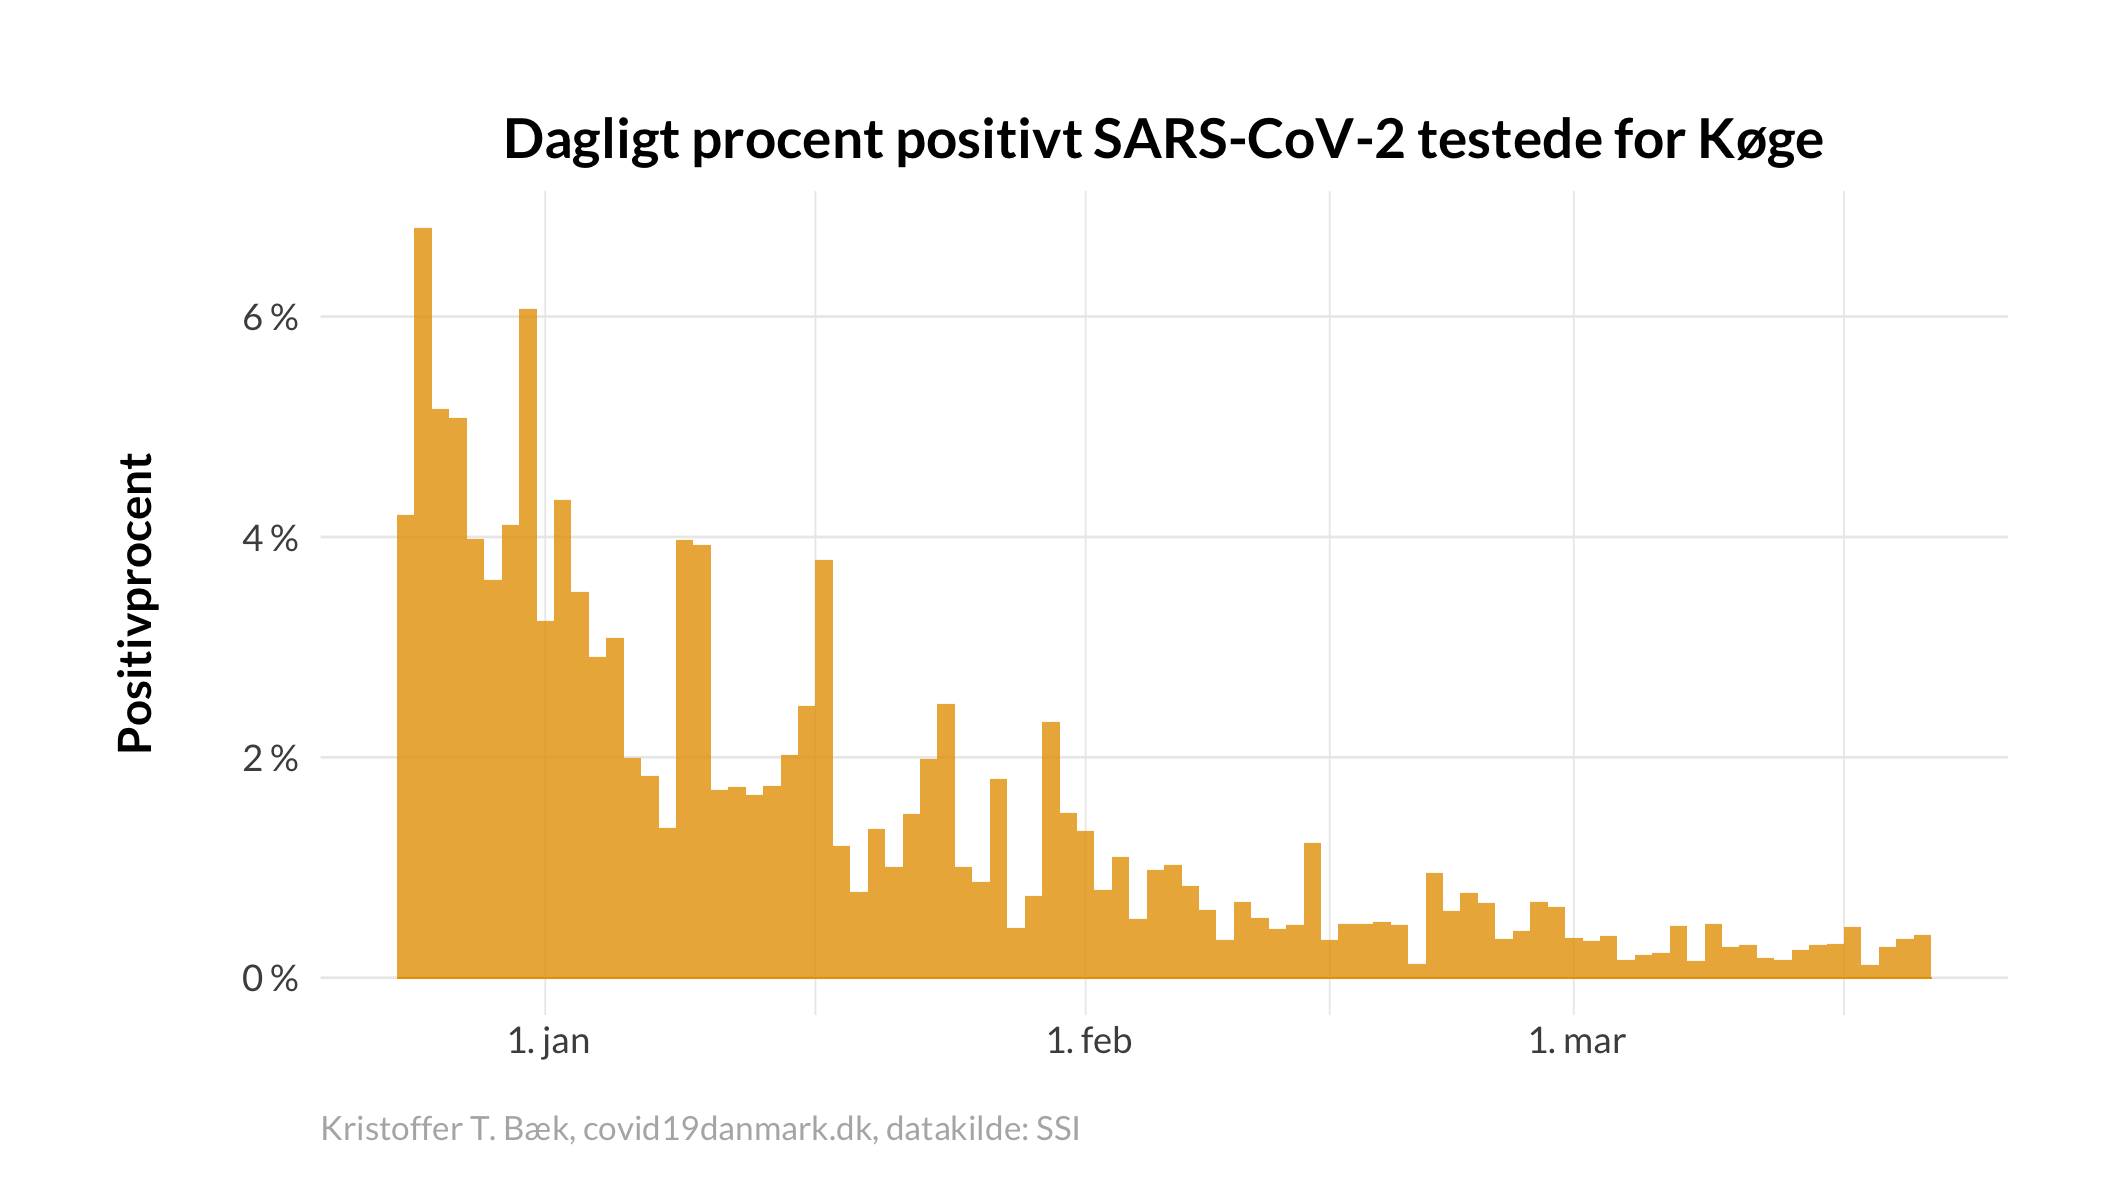 Dagligt procent positivt SARS-CoV-2 testede for Køge
Positivprocent
6 %
4 %
2 %
0 %
1. jan
1. feb
1. mar
Kristoffer T. Bæk, covid19danmark.dk, datakilde: SSI